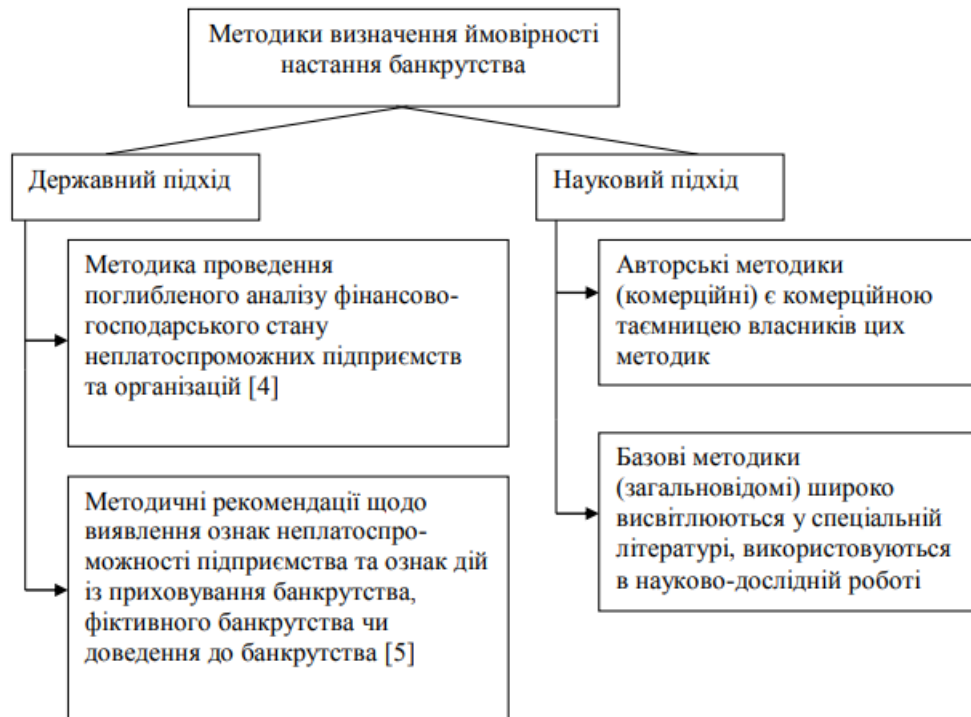 Методики визначення ймовірності
настання банкрутства
Державний підхід
Науковий підхід
Методика проведення
поглибленого аналізу фінансово-
господарського стану
неплатоспроможних підприємств
та організацій [4]
Методичні рекомендації щодо
виявлення ознак неплатоспро-
можності підприємства та ознак дій
із приховування банкрутства,
фіктивного банкрутства чи
доведення до банкрутства [5]
Авторські методики
(комерційні) є комерційною
таємницею власників цих
методик
Базові методики
(загальновідомі) широко
висвітлюються у спеціальній
літературі, використовуються
в науково-дослідній роботі